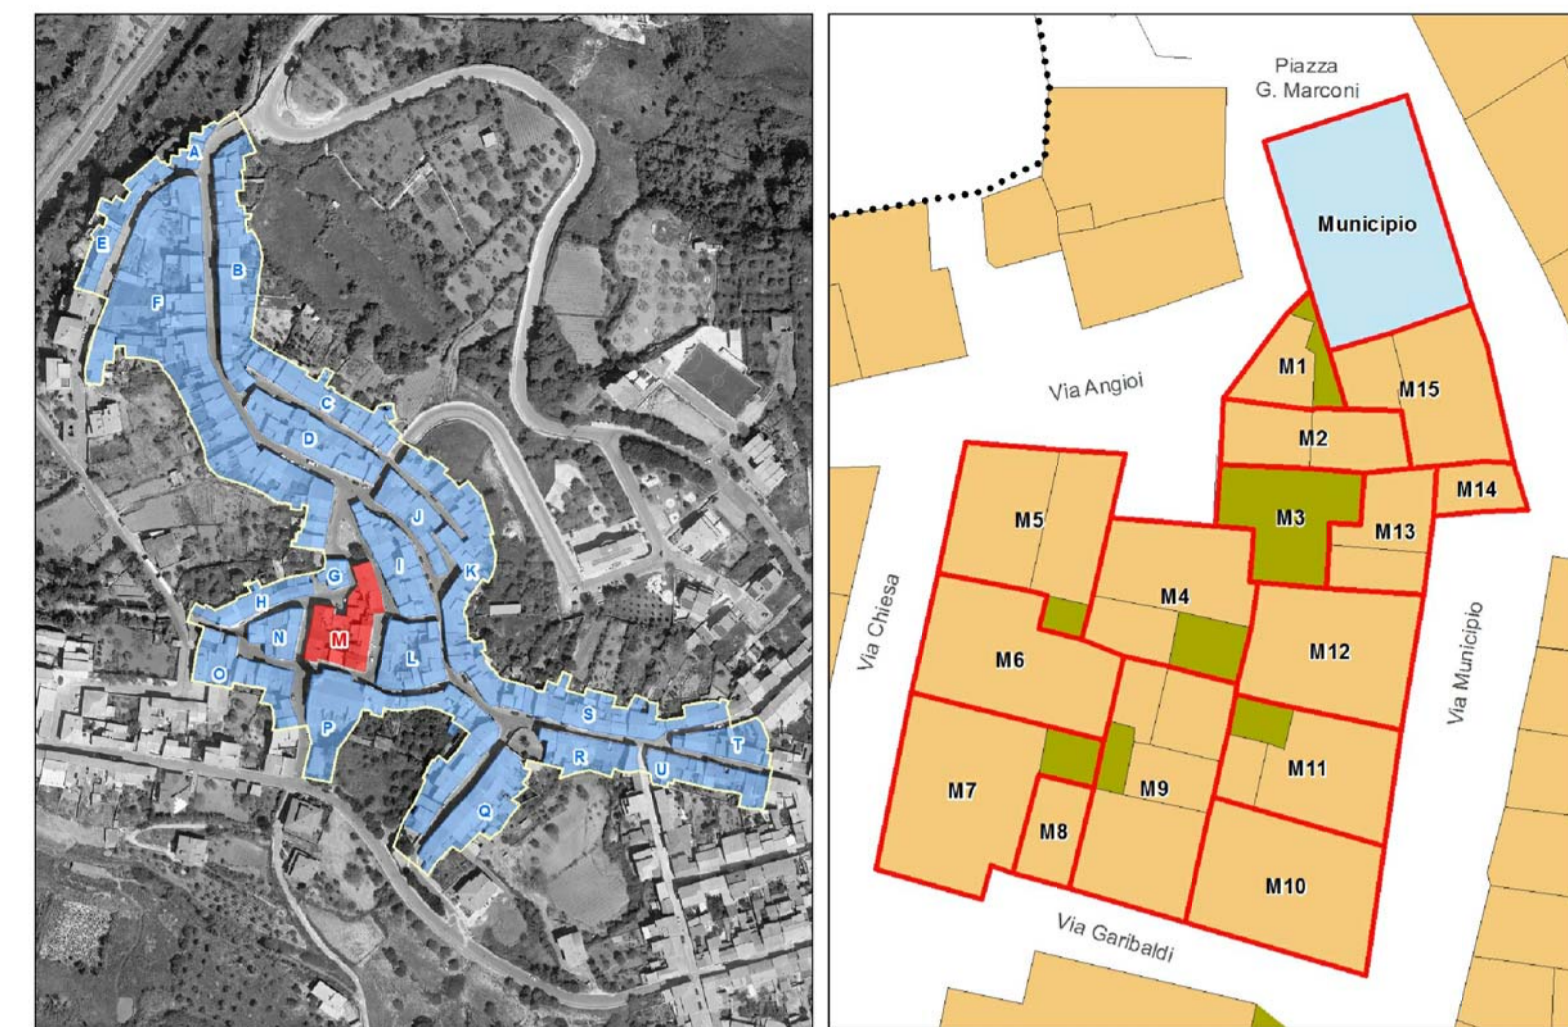 A
E
B
F
C
D
J
I
K
G
H
M
N
L
O
P
S
T
R
U
Q
Piazza
G. Marconi
Municipio
M1
Via Angioi
M15
M2
M14
M5
M3
M13
M4
Via Chiesa
M6
M12
Via Municipio
M7
M9
M11
M8
M10
Via Garibaldi